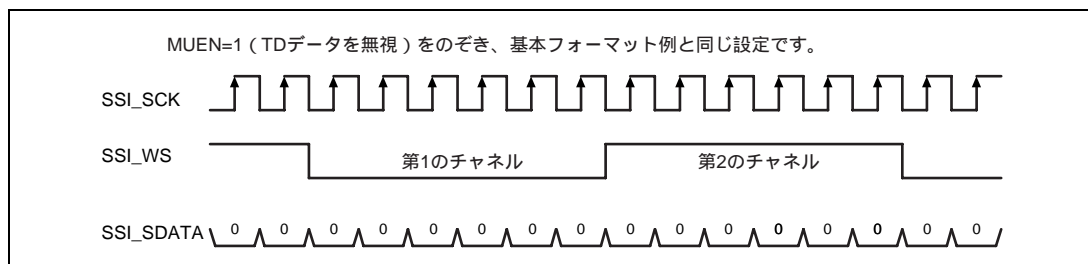 MUEN=1(TDデータを無視)をのぞき、基本フォーマット例と同じ設定です。
SSI_SCK
SSI_WS 第1のチャネル 第2のチャネル
SSI_SDATA 0 0 0 0 0 0 0 0 0 0 0 0 0 0 0 0